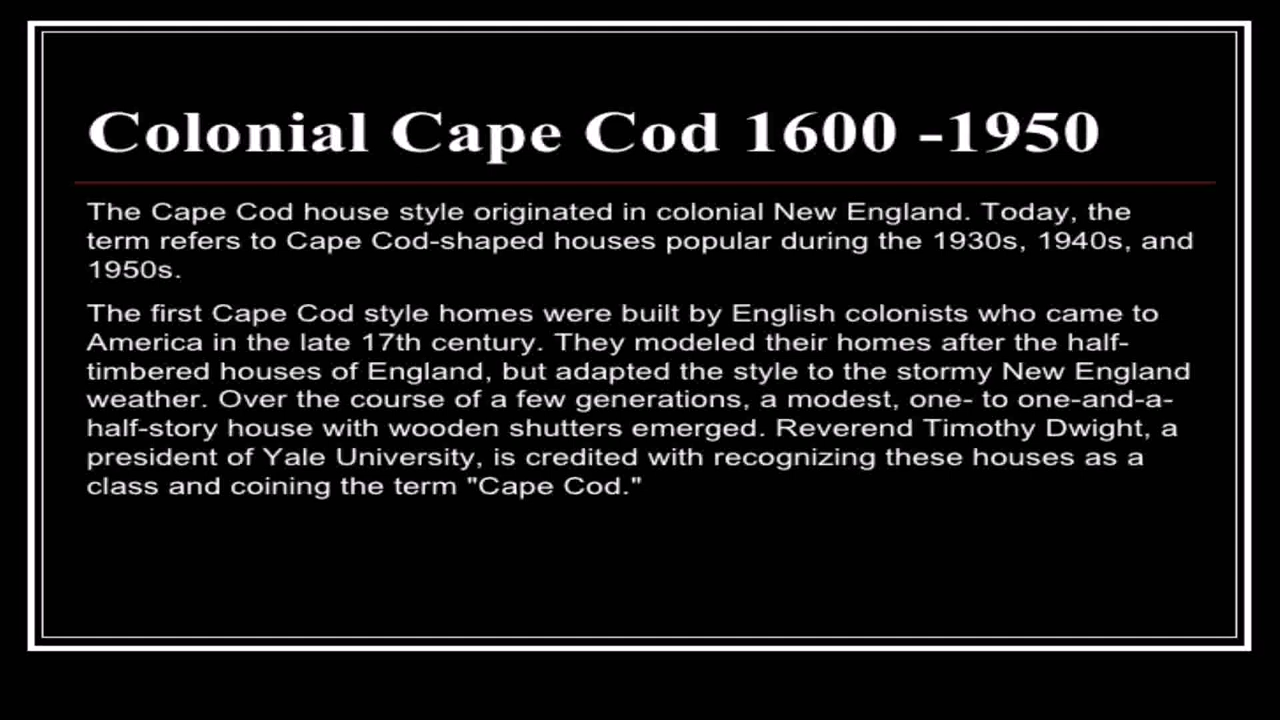 Colonial Cape Cod 1600 -1950
The Cape Cod house style originated in colonial New England. Today, the
term refers to Cape Cod-shaped houses popular during the 1930s, 1940s, and
1950s.
The first Cape Cod style homes were built by English colonists who came to
America in the late 17th century. They modeled their homes after the half-
timbered houses of England, but adapted the style to the stormy New England
weather. Over the course of a few generations, a modest, one- to one-and-a-
half-story house with wooden shutters emerged. Reverend Timothy Dwight, a
president of Yale University, is credited with recognizing these houses as a
class and coining the term "Cape Cod."